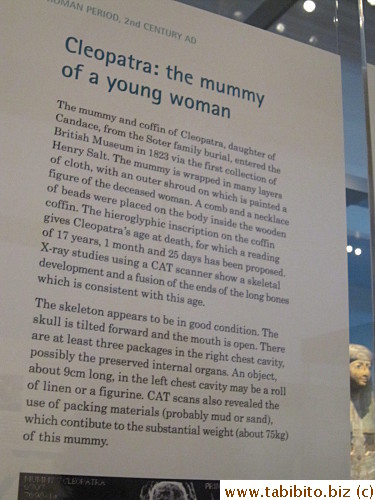 ROMAN PERIOD, 2nd CENTURY AD
Cleopatra: the mummy
of a young woman
The mummy and coffin of Cleopatra, daughter of
Candace, from the Soter family burial, entered the
British Museum in 1823 via the first collection of
Henry Salt. The mummy is wrapped in many layers
of cloth, with an outer shroud on which is painted a
figure of the deceased woman. A comb and a necklace
of beads were placed on the body inside the wooden
coffin. The hieroglyphic inscription on the coffin
gives Cleopatra's age at death, for which a reading
of 17 years, 1 month and 25 days has been proposed.
X-ray studies using a CAT scanner show a skeletal
development and a fusion of the ends of the long bones
which is consistent with this age.
The skeleton appears to be in good condition. The
skull is tilted forward and the mouth is open. There
are at least three packages in the right chest cavity,
possibly the preserved internal organs. An object,
about 9cm long, in the left chest cavity may be a roll
of linen or a figurine. CAT scans also revealed the
use of packing materials (probably mud or sand),
which contibute to the substantial weight (about 75kg)
of this mummy.
MUMMY CLEOPATRA
www.tabibito.biz (c)